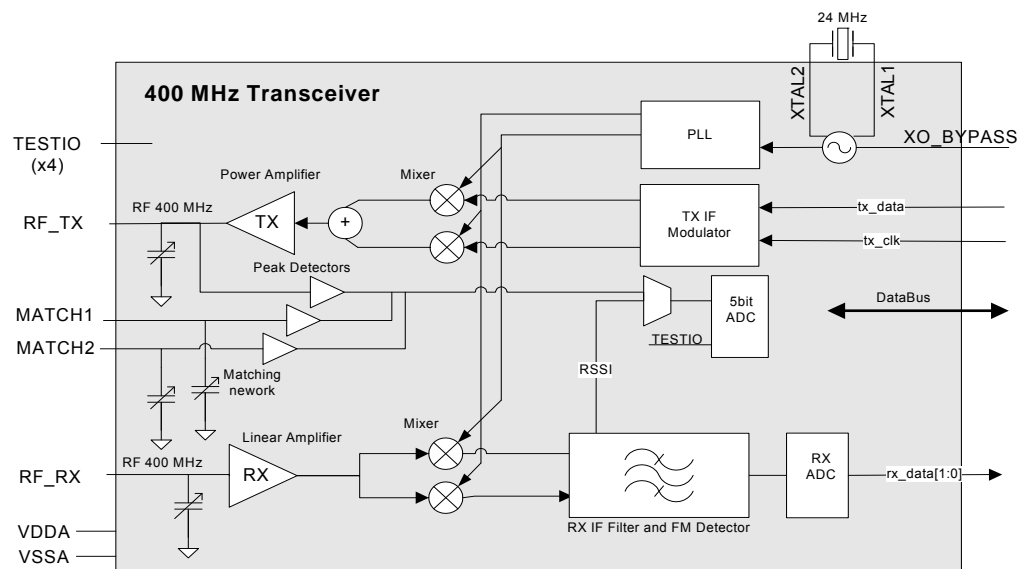 24 MHz
XTAL2
XTAL1
400 MHz Transceiver
TESTIO
(x4)
PLL
XO_BYPASS
Power Amplifier
Mixer
RF_TX
RF 400 MHz
TX
+
TX IF
Modulator
tx_data
tx_clk
Peak Detectors
MATCH1
MATCH2
5bit
ADC
DataBus
TESTIO
RSSI
Matching
nework
Linear Amplifier
Mixer
RF_RX
RF 400 MHz
RX
RX
ADC
rx_data[1:0]
RX IF Filter and FM Detector
VDDA
VSSA